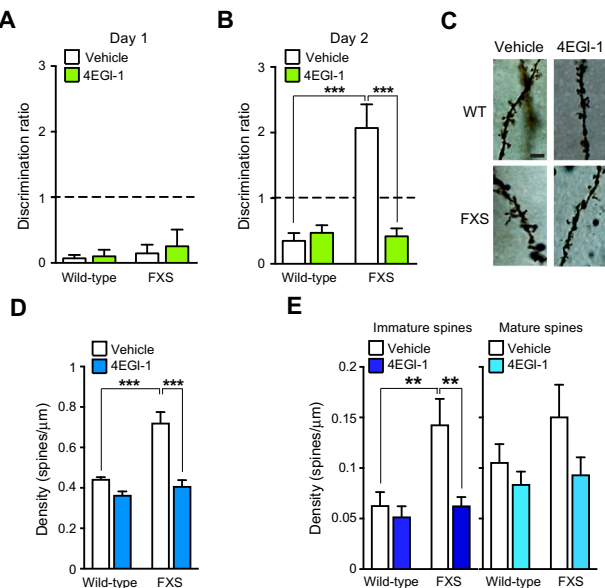 A
Day 1
Vehicle
4EGI-1
Discrimination ratio
3
2
1
0
Wild-type FXS
B
Day 2
Vehicle
4EGI-1
Discrimination ratio
3
2
1
0
*** ***
Wild-type FXS
C
Vehicle 4EGI-1
WT
FXS
D
Vehicle
4EGI-1
Density (spines/μm)
1
0.8
0.6
0.4
0.2
0
*** ***
Wild-type FXS
E
Immature spines Mature spines
Vehicle Vehicle
4EGI-1 4EGI-1
Density (spines/μm)
0.2
0.15
0.1
0.05
0
** **
Wild-type FXS Wild-type FXS